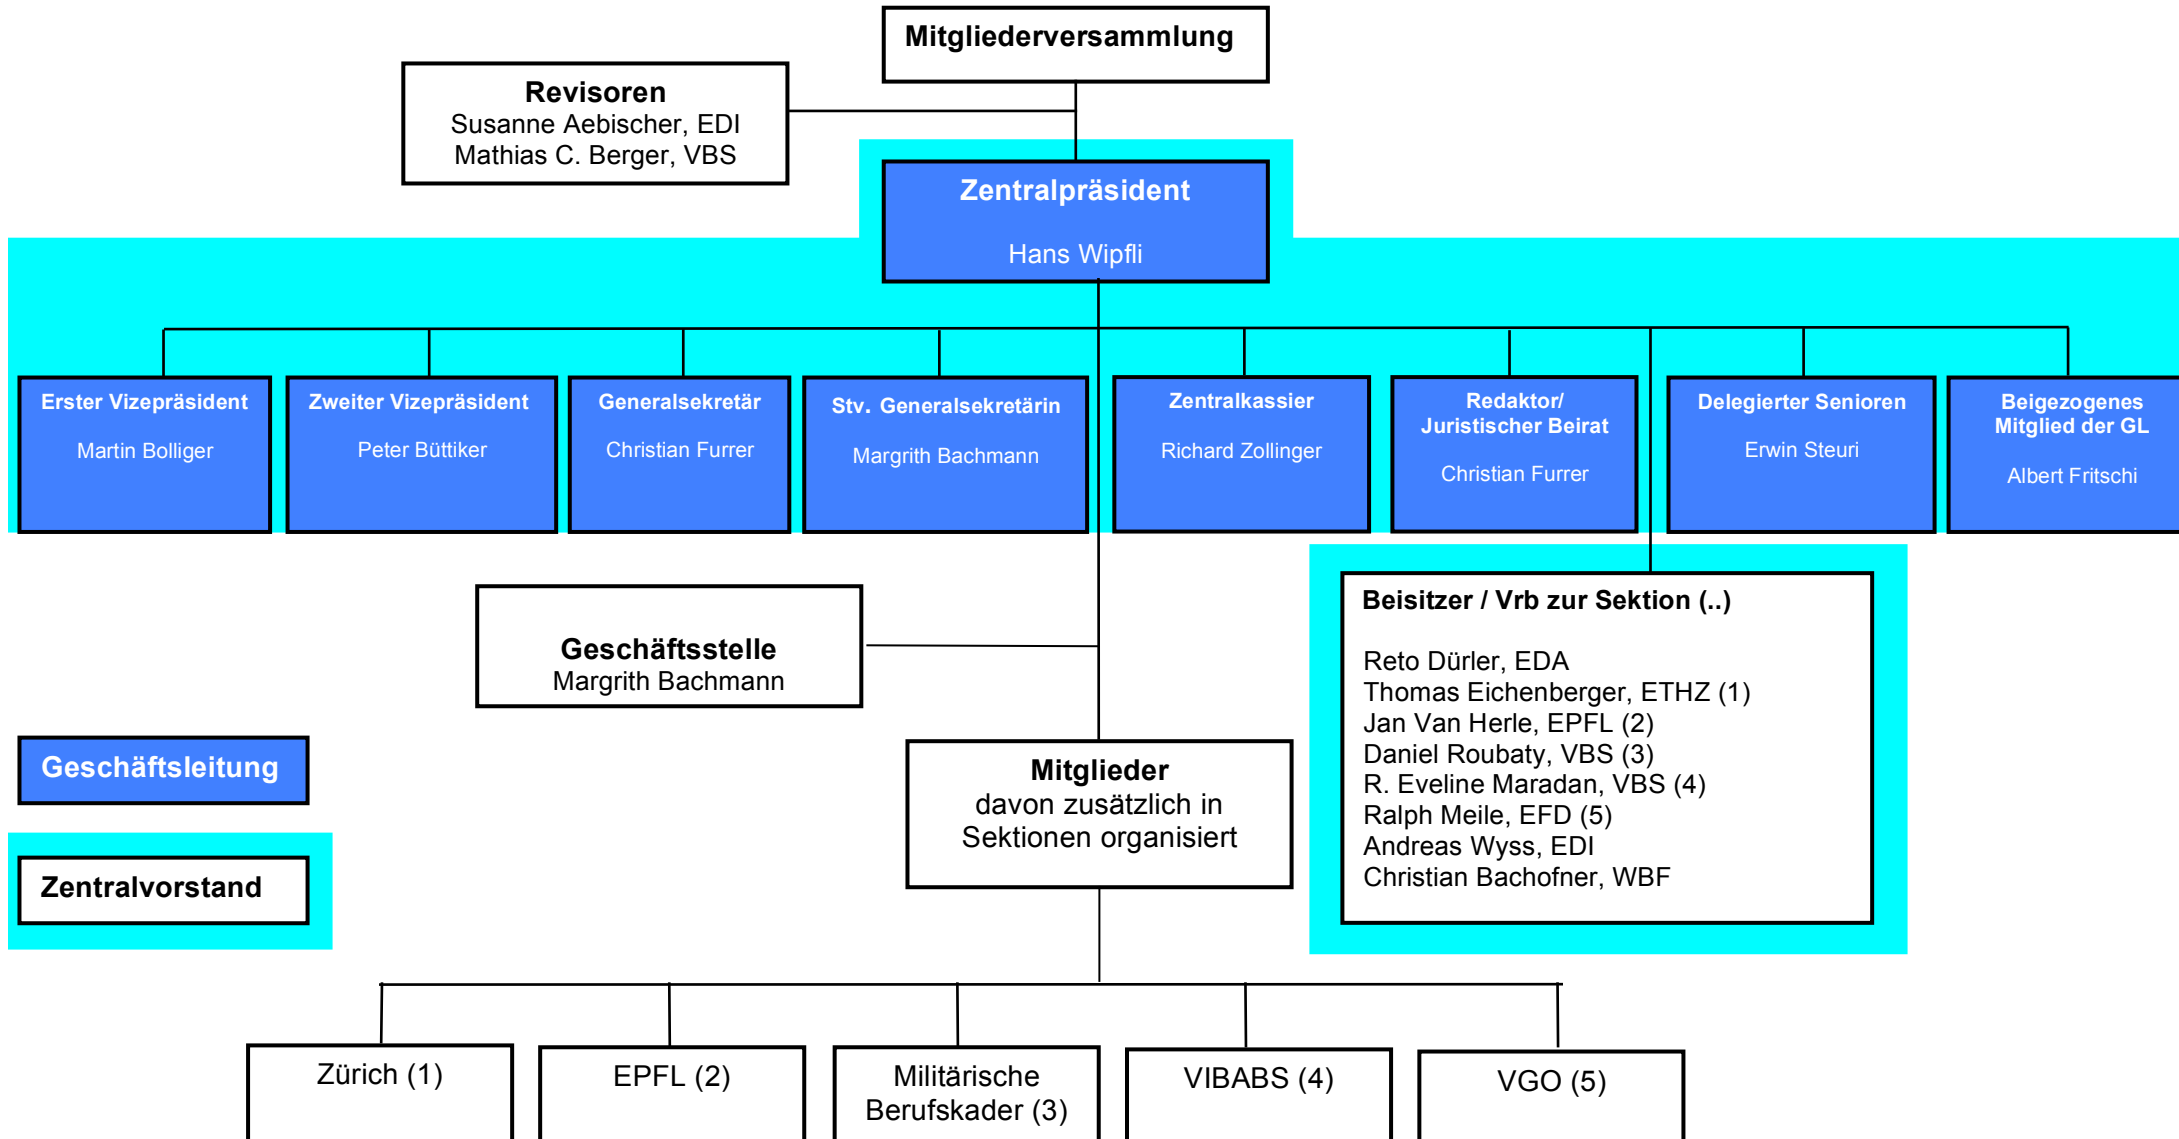 Mitgliederversammlung
Revisoren
Susanne Aebischer, EDI
Mathias C. Berger, VBS
Zentralpräsident
Hans Wipfli
Erster Vizepräsident
Martin Bolliger
Zweiter Vizepräsident
Peter Büttiker
Generalsekretär
Christian Furrer
Stv. Generalsekretärin
Margrith Bachmann
Zentralkassier
Richard Zollinger
Redaktor/
Juristischer Beirat
Christian Furrer
Delegierter Senioren
Erwin Steuri
Beigezogenes
Mitglied der GL
Albert Fritschi
Geschäftsstelle
Margrith Bachmann
Beisitzer / Vrb zur Sektion (..)
Reto Dürler, EDA
Thomas Eichenberger, ETHZ (1)
Jan Van Herle, EPFL (2)
Daniel Roubaty, VBS (3)
R. Eveline Maradan, VBS (4)
Ralph Meile, EFD (5)
Andreas Wyss, EDI
Christian Bachofner, WBF
Geschäftsleitung
Zentralvorstand
Mitglieder
davon zusätzlich in
Sektionen organisiert
Zürich (1)
EPFL (2)
Militärische
Berufskader (3)
VIBABS (4)
VGO (5)